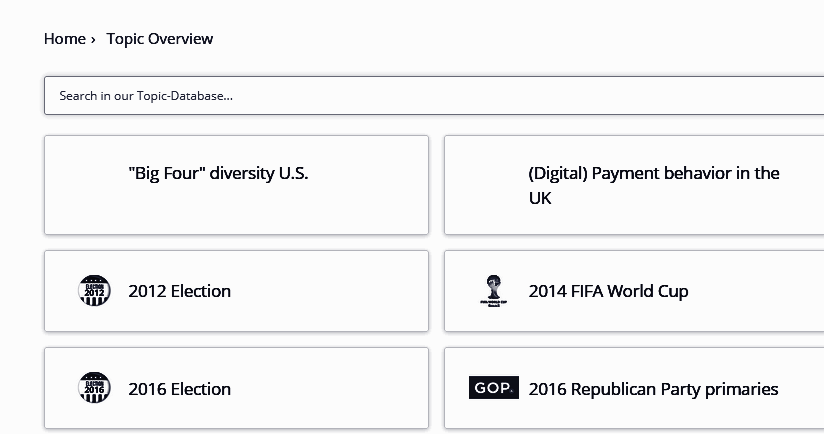 Home › Topic Overview
Search in our Topic-Database...
"Big Four" diversity U.S.
(Digital) Payment behavior in the
UK
ELECTION
2012
2012 Election
2014 FIFA World Cup
ELECTION
2016
2016 Election
GOP.
2016 Republican Party primaries